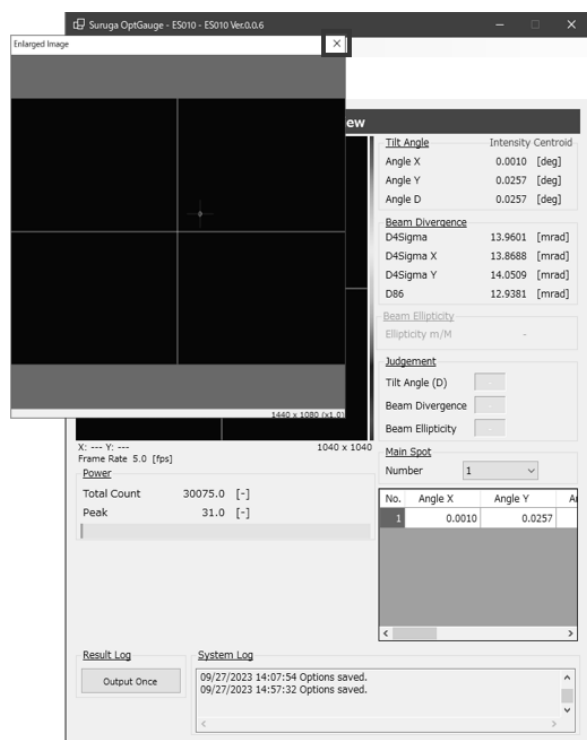 Suruga OptGauge - ES010 - ES010 Ver.0.0.6
Enlarged Image
ew
1440 x 1080 (x1.0)
X: --- Y: --- 1040 x 1040
Frame Rate 5.0 [fps]
Power
Total Count 30075.0 [-]
Peak 31.0 [-]
Tilt Angle Intensity Centroid
Angle X 0.0010 [deg]
Angle Y 0.0257 [deg]
Angle D 0.0257 [deg]
Beam Divergence
D4Sigma 13.9601 [mrad]
D4Sigma X 13.8688 [mrad]
D4Sigma Y 14.0509 [mrad]
D86 12.9381 [mrad]
Beam Ellipticity
Ellipticity m/M -
Judgement
Tilt Angle (D) -
Beam Divergence -
Beam Ellipticity -
Main Spot
Number 1
No. Angle X Angle Y A
1 0.0010 0.0257
Result Log
Output Once
System Log
09/27/2023 14:07:54 Options saved.
09/27/2023 14:57:32 Options saved.